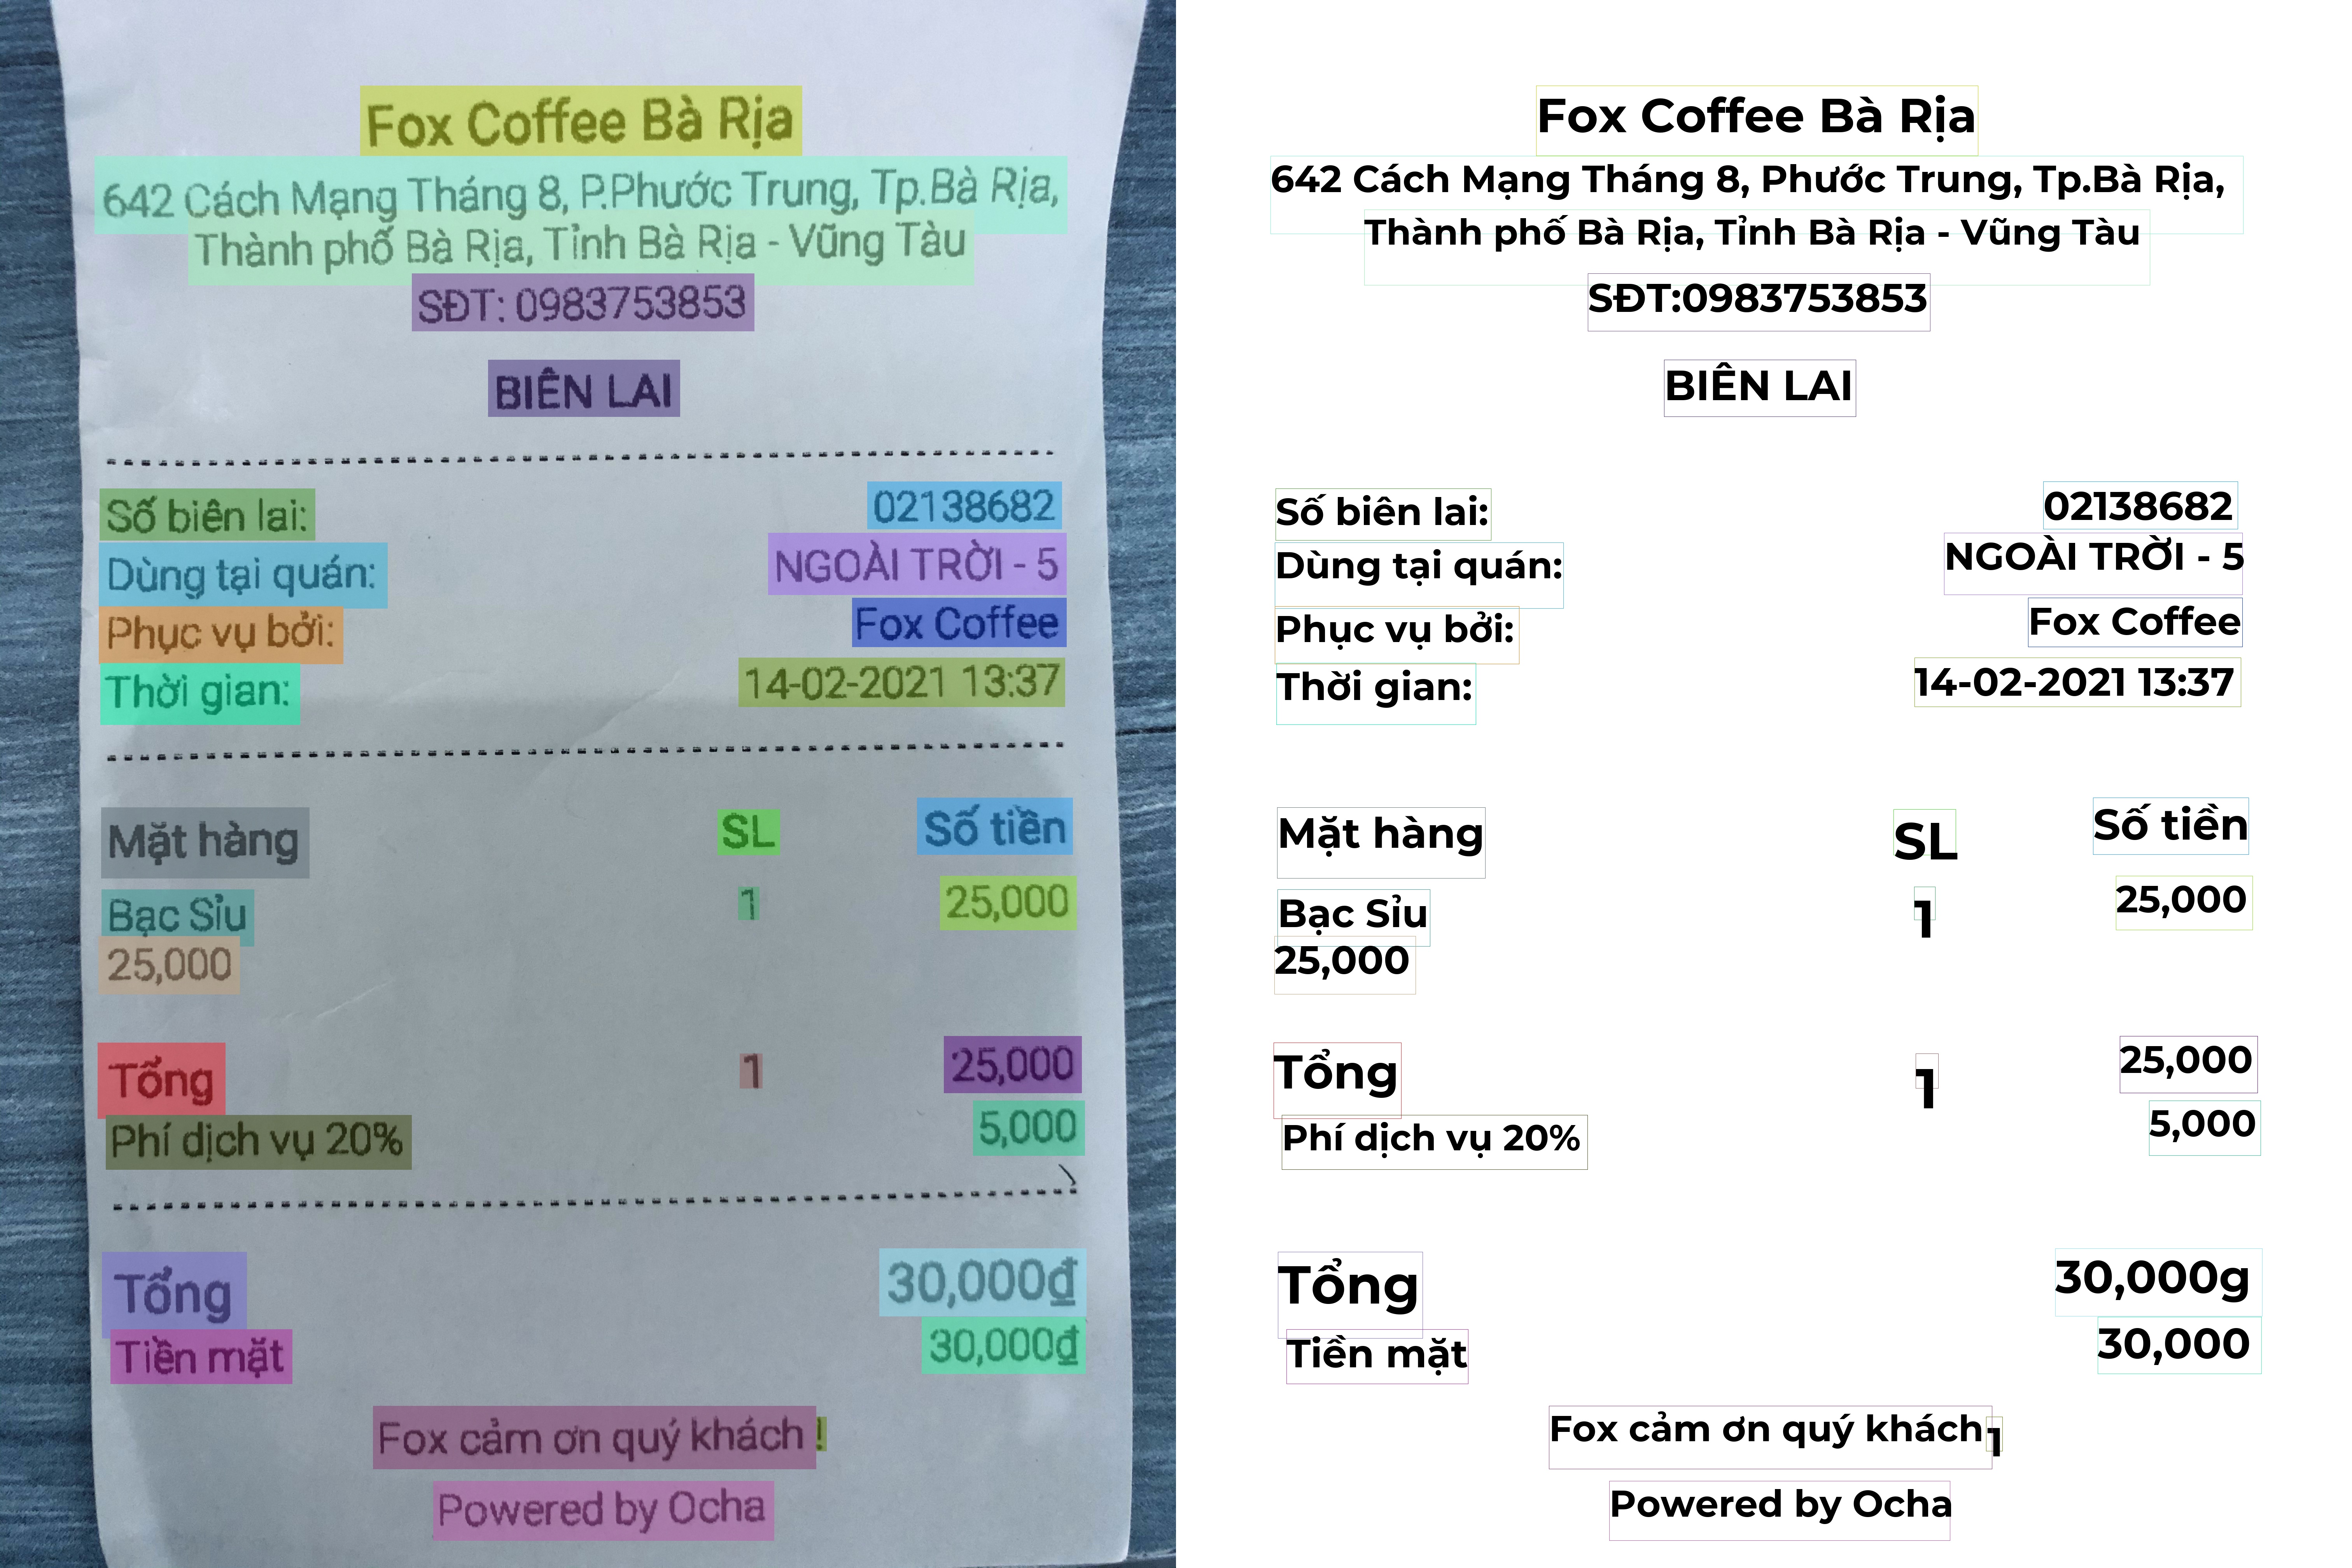 Fox Coffee Bà Rịa
642 Cách Mạng Tháng 8, P.Phước Trung, Tp.Bà Rịa,
Thành phố Bà Rịa, Tỉnh Bà Rịa - Vũng Tàu
SĐT: 0983753853
BIÊN LAI
Số biên lai: 02138682
Dùng tại quán: NGOÀI TRỜI - 5
Phục vụ bởi: Fox Coffee
Thời gian: 14-02-2021 13:37
Mặt hàng SL Số tiền
Bạc Sỉu 1 25,000
25,000
Tổng 1 25,000
Phí dịch vụ 20% 5,000
Tổng 30,000₫
Tiền mặt 30,000₫
Fox cảm ơn quý khách !
Powered by Ocha
Fox Coffee Bà Rịa
642 Cách Mạng Tháng 8, Phước Trung, Tp.Bà Rịa,
Thành phố Bà Rịa, Tỉnh Bà Rịa - Vũng Tàu
SĐT:0983753853
BIÊN LAI
Số biên lai: 02138682
Dùng tại quán: NGOÀI TRỜI - 5
Phục vụ bởi: Fox Coffee
Thời gian: 14-02-2021 13:37
Mặt hàng SL Số tiền
Bạc Sỉu 1 25,000
25,000
Tổng 1 25,000
Phí dịch vụ 20% 5,000
Tổng 30,000g
Tiền mặt 30,000
Fox cảm ơn quý khách 1
Powered by Ocha